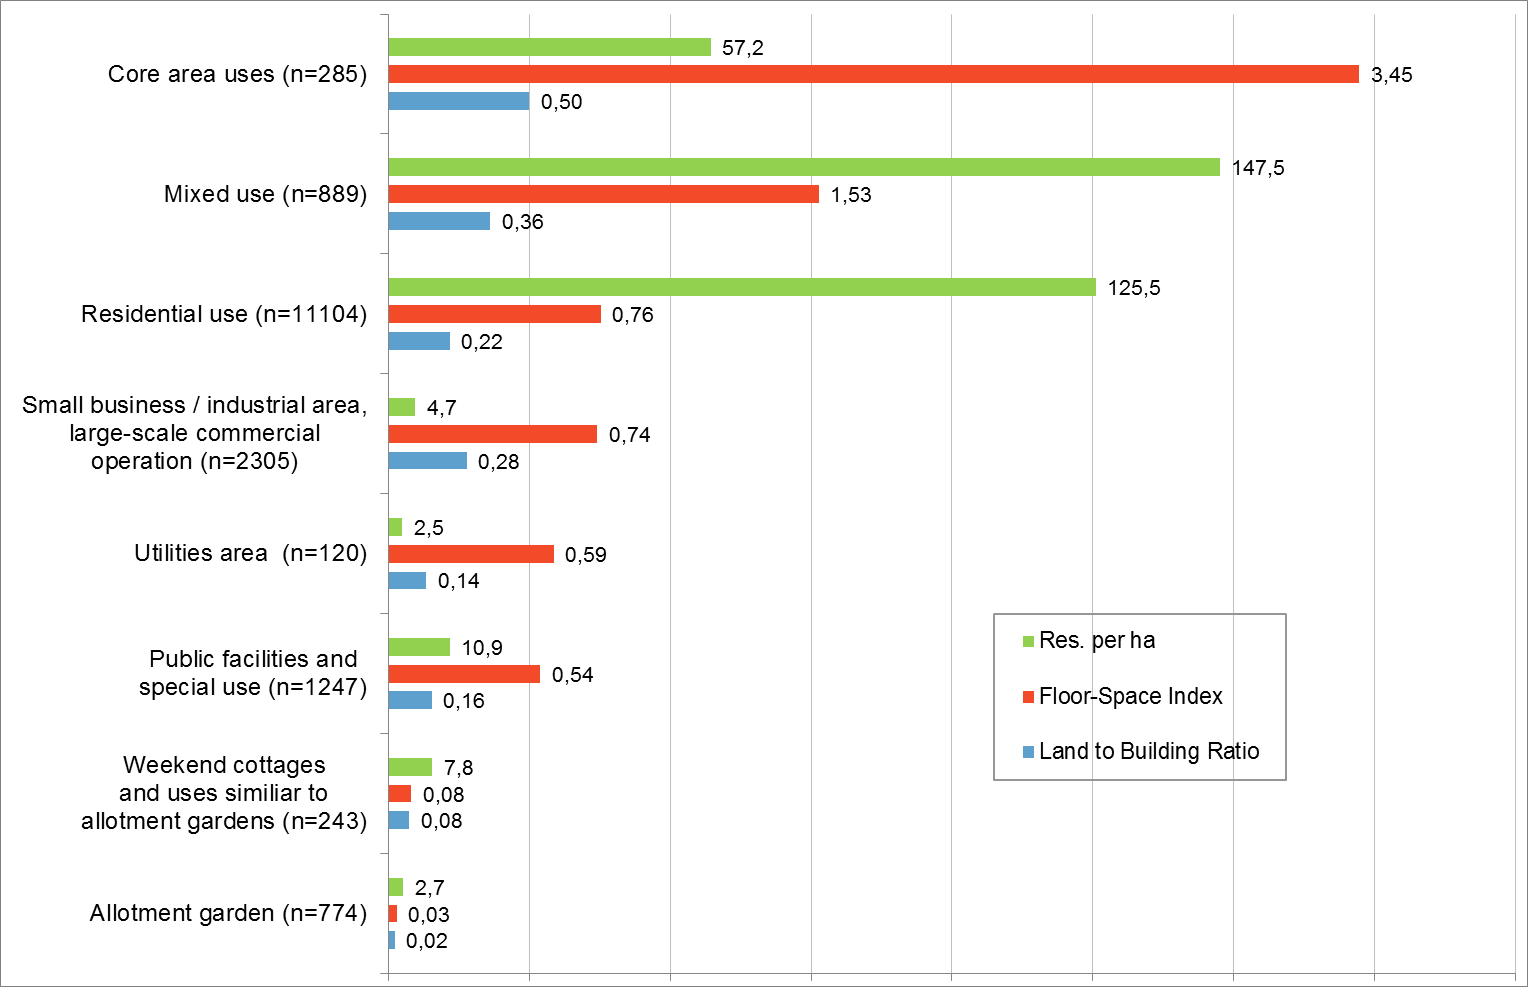 57,2
Core area uses (n=285)
3,45
0,50
147,5
Mixed use (n=889)
1,53
0,36
125,5
Residential use (n=11104)
0,76
0,22
Small business / industrial area,
large-scale commercial
operation (n=2305)
4,7
0,74
0,28
2,5
Utilities area (n=120)
0,59
0,14
Public facilities and
special use (n=1247)
10,9
0,54
0,16
Weekend cottages
and uses similiar to
allotment gardens (n=243)
7,8
0,08
0,08
2,7
Allotment garden (n=774)
0,03
0,02
Res. per ha
Floor-Space Index
Land to Building Ratio